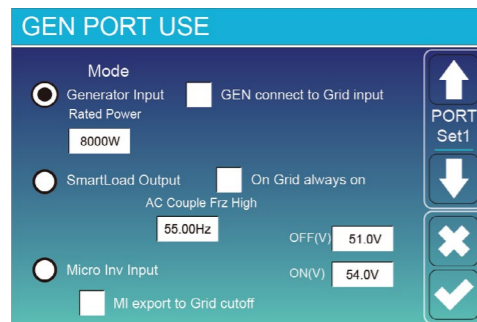 GEN PORT USE
Mode
Generator Input GEN connect to Grid input
Rated Power
8000W
PORT
Set1
SmartLoad Output On Grid always on
AC Couple Frz High
55.00Hz
OFF(V) 51.0V
Micro Inv Input ON(V) 54.0V
MI export to Grid cutoff